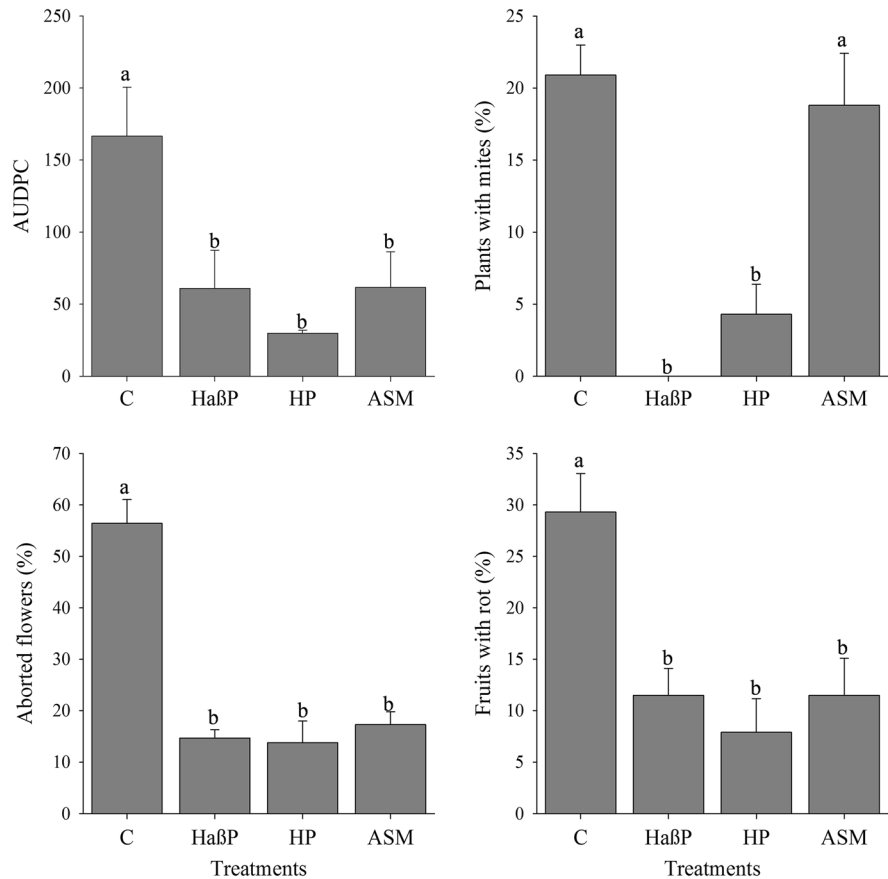 AUDPC
250
200
150
100
50
0
a
b
b
b
C HaßP HP ASM
Plants with mites (%)
25
20
15
10
5
0
a
b
b
a
C HaßP HP ASM
Aborted flowers (%)
70
60
50
40
30
20
10
0
a
b
b
b
C HaßP HP ASM
Treatments
Fruits with rot (%)
35
30
25
20
15
10
5
0
a
b
b
b
C HaßP HP ASM
Treatments